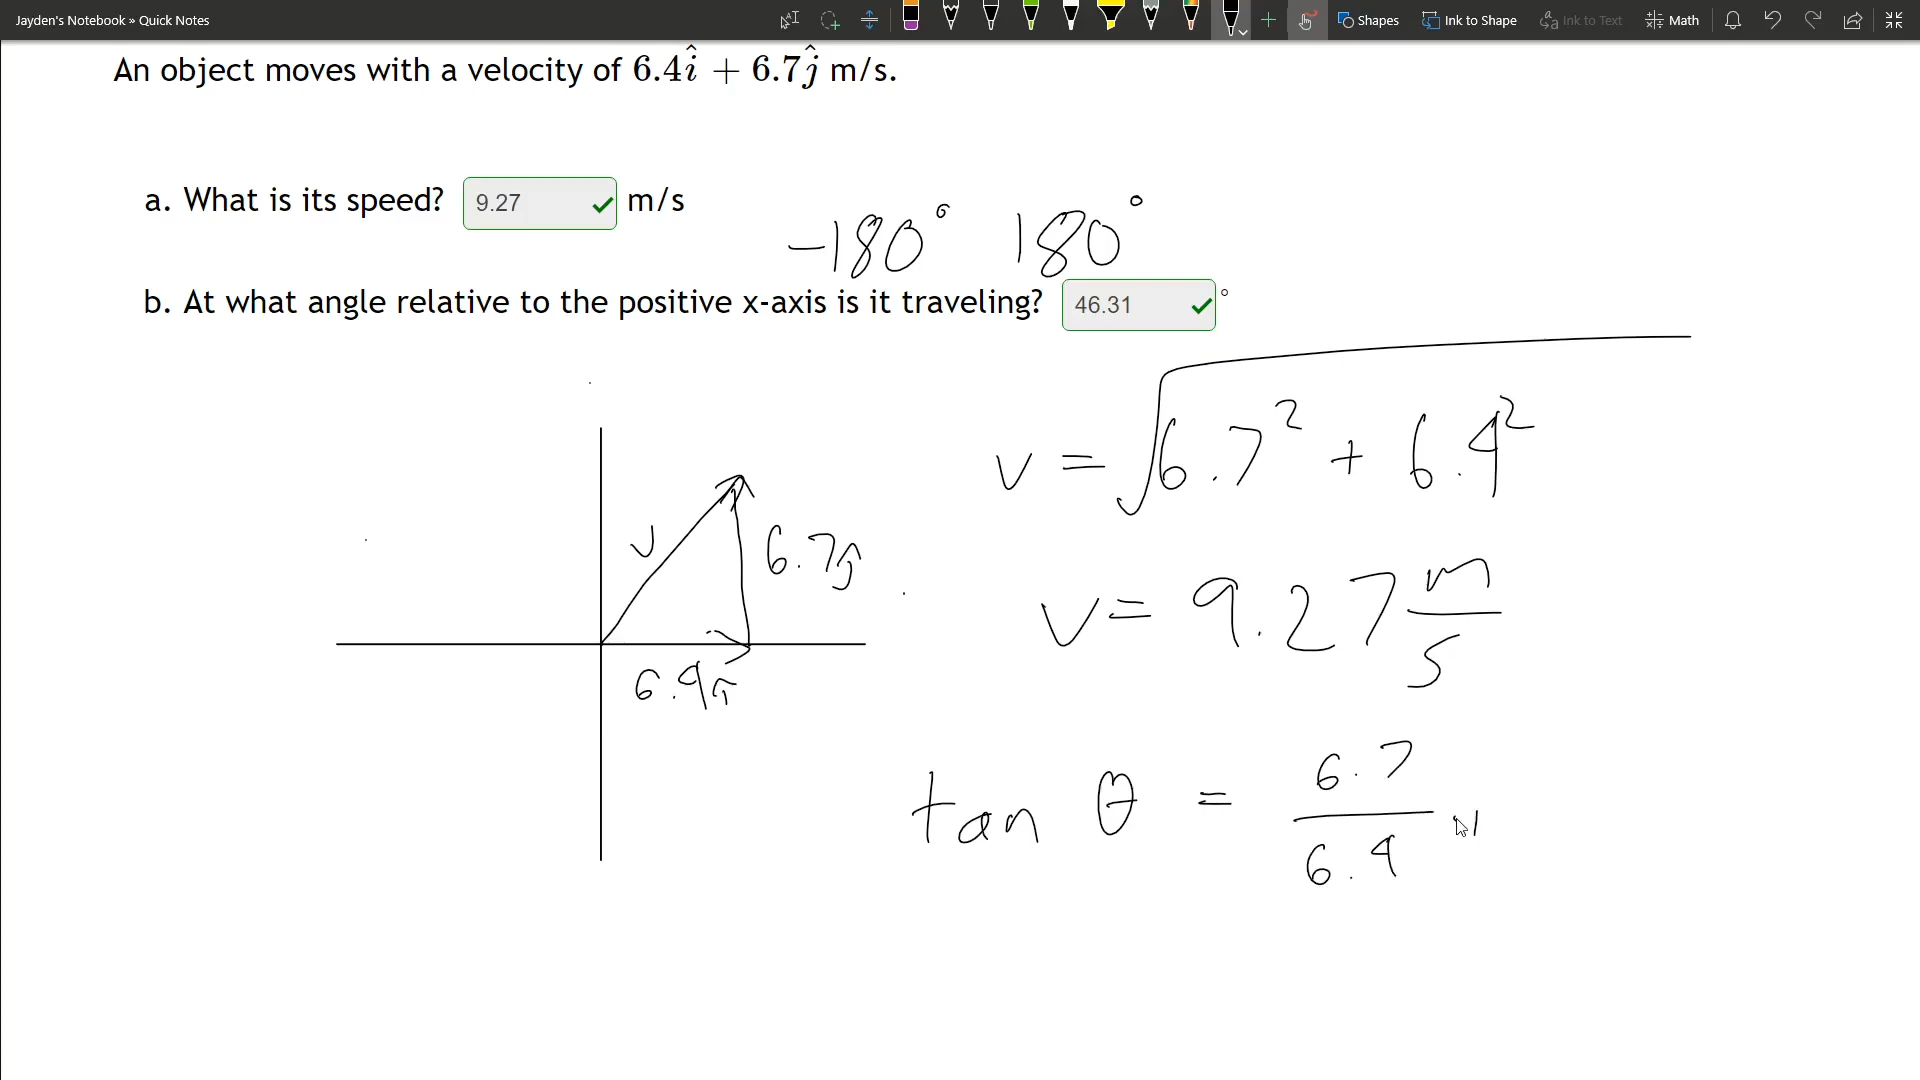 Jayden's Notebook » Quick Notes
Shapes
Ink to Shape
Ink to Text
Math
An object moves with a velocity of 6.4î + 6.7ĵ m/s.
a. What is its speed? 9.27 m/s
-180° 180°
b. At what angle relative to the positive x-axis is it traveling? 46.31 °
v = √6.7² + 6.4²
v
6.7ĵ
v = 9.27 m/s
6.4î
tan θ = 6.7/6.4